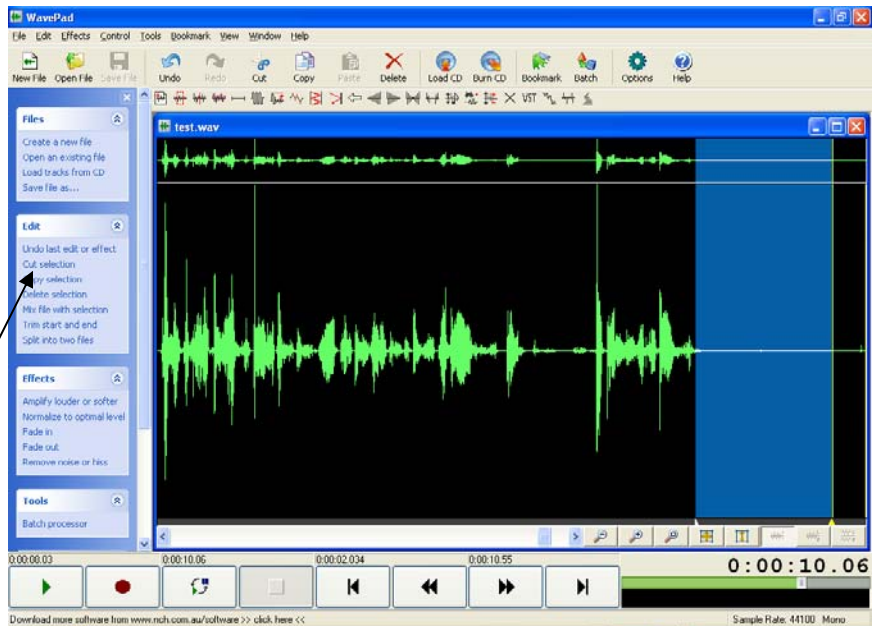 WavePad
File Edit Effects Control Tools Bookmark View Window Help
New File Open File Save File Undo Redo Cut Copy Paste Delete Load CD Burn CD Bookmark Batch Options Help
VST
Files
Create a new file
Open an existing file
Load tracks from CD
Save file as...
Edit
Undo last edit or effect
Cut selection
Copy selection
Delete selection
Mix file with selection
Trim start and end
Split into two files
Effects
Amplify louder or softer
Normalize to optimal level
Fade in
Fade out
Remove noise or hiss
Tools
Batch processor
test.wav
0:00:08.03 0:00:10.06 0:00:02.034 0:00:10.55
0:00:10.06
Download more software from www.nch.com.au/software >> click here <<
Sample Rate: 44100 Mono